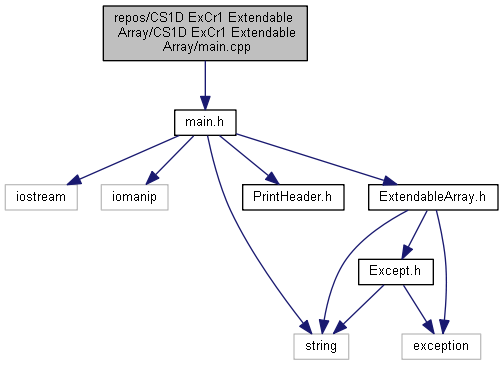 repos/CS1D ExCr1 Extendable
Array/CS1D ExCr1 Extendable
Array/main.cpp
main.h
iostream
iomanip
PrintHeader.h
ExtendableArray.h
Except.h
string
exception